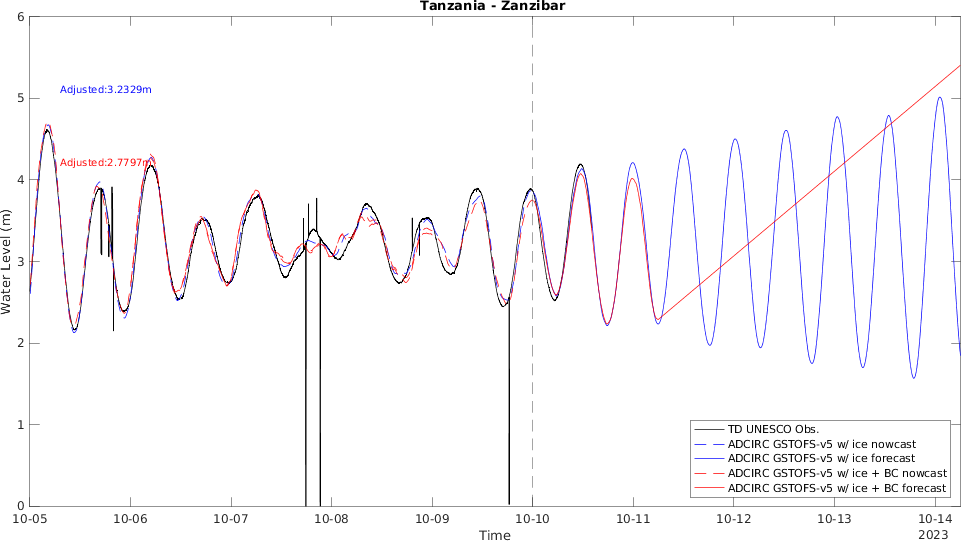 Tanzania - Zanzibar
6
5
4
3
2
1
0
Water Level (m)
Adjusted:3.2329m
Adjusted:2.7797m
TD UNESCO Obs.
ADCIRC GSTOFS-v5 w/ ice nowcast
ADCIRC GSTOFS-v5 w/ ice forecast
ADCIRC GSTOFS-v5 w/ ice + BC nowcast
ADCIRC GSTOFS-v5 w/ ice + BC forecast
10-05 10-06 10-07 10-08 10-09 10-10 10-11 10-12 10-13 10-14
Time
2023